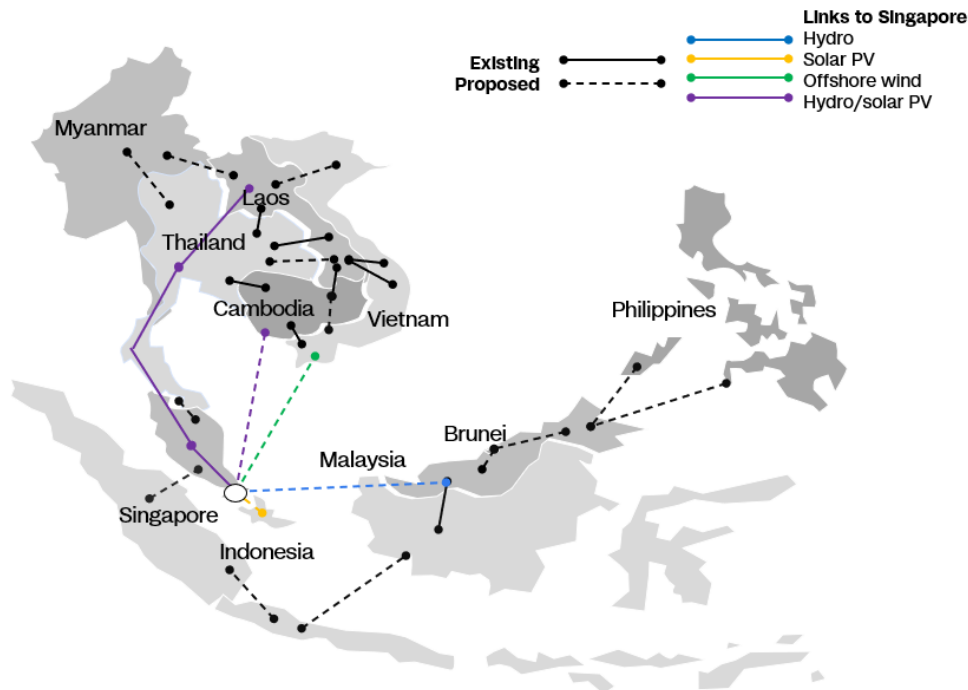 Links to Singapore
Hydro
Existing
Solar PV
Proposed
Offshore wind
Hydro/solar PV
Myanmar
Laos
Thailand
Cambodia
Vietnam
Philippines
Brunei
Malaysia
Singapore
Indonesia